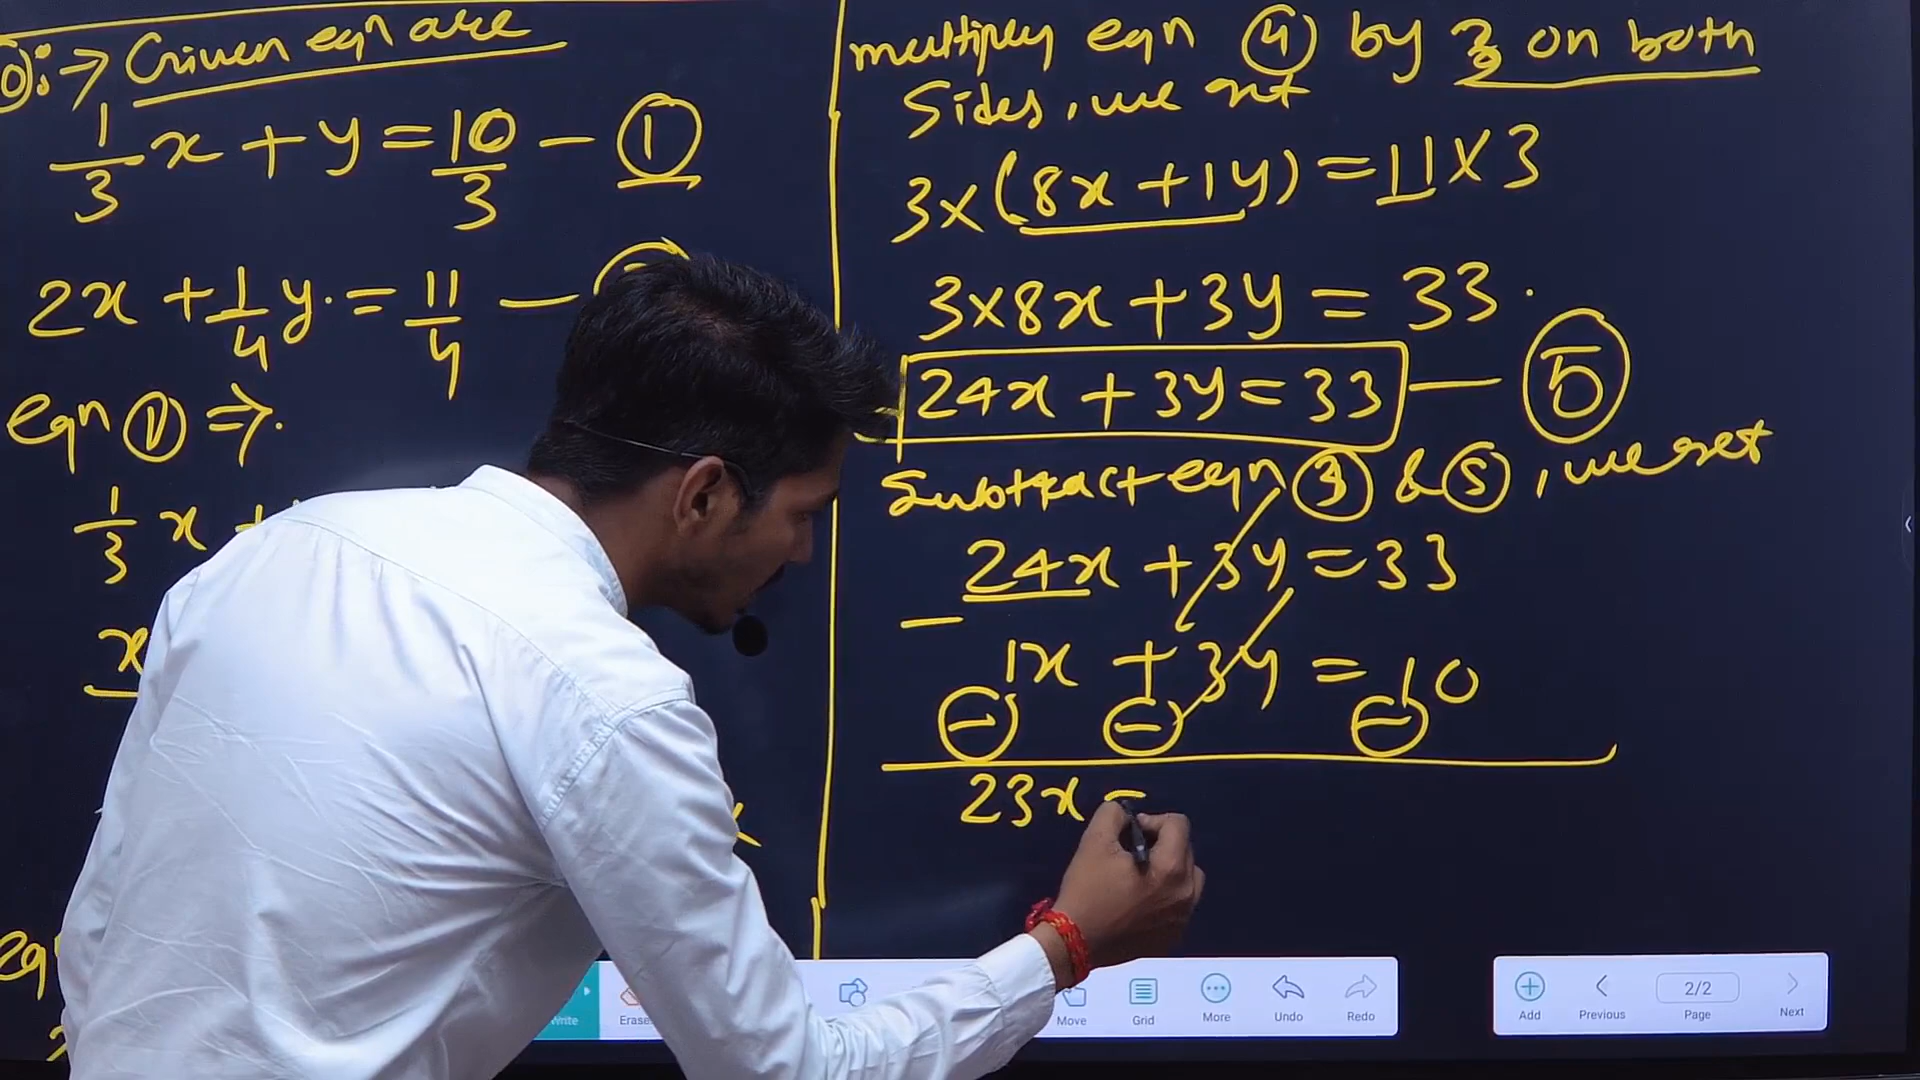 Given eqn are
1/3 x + y = 10/3 — ①
2x + 1/4 y. = 11/4 —
eqn ① ⇒.
1/3 x +
x
eq
multiply eqn ④ by 3 on both
Sides, we get
3×(8x + 1y) = 11×3
3×8x + 3y = 33.
24x + 3y = 33 — ⑤
Subtract eqn ③ & ⑤, we get
24x + 3y = 33
— 1x + 3y = 10
⊖ ⊖ ⊖
23x =
Write
Erase
Move
Grid
More
Undo
Redo
Add
Previous
2/2
Page
Next